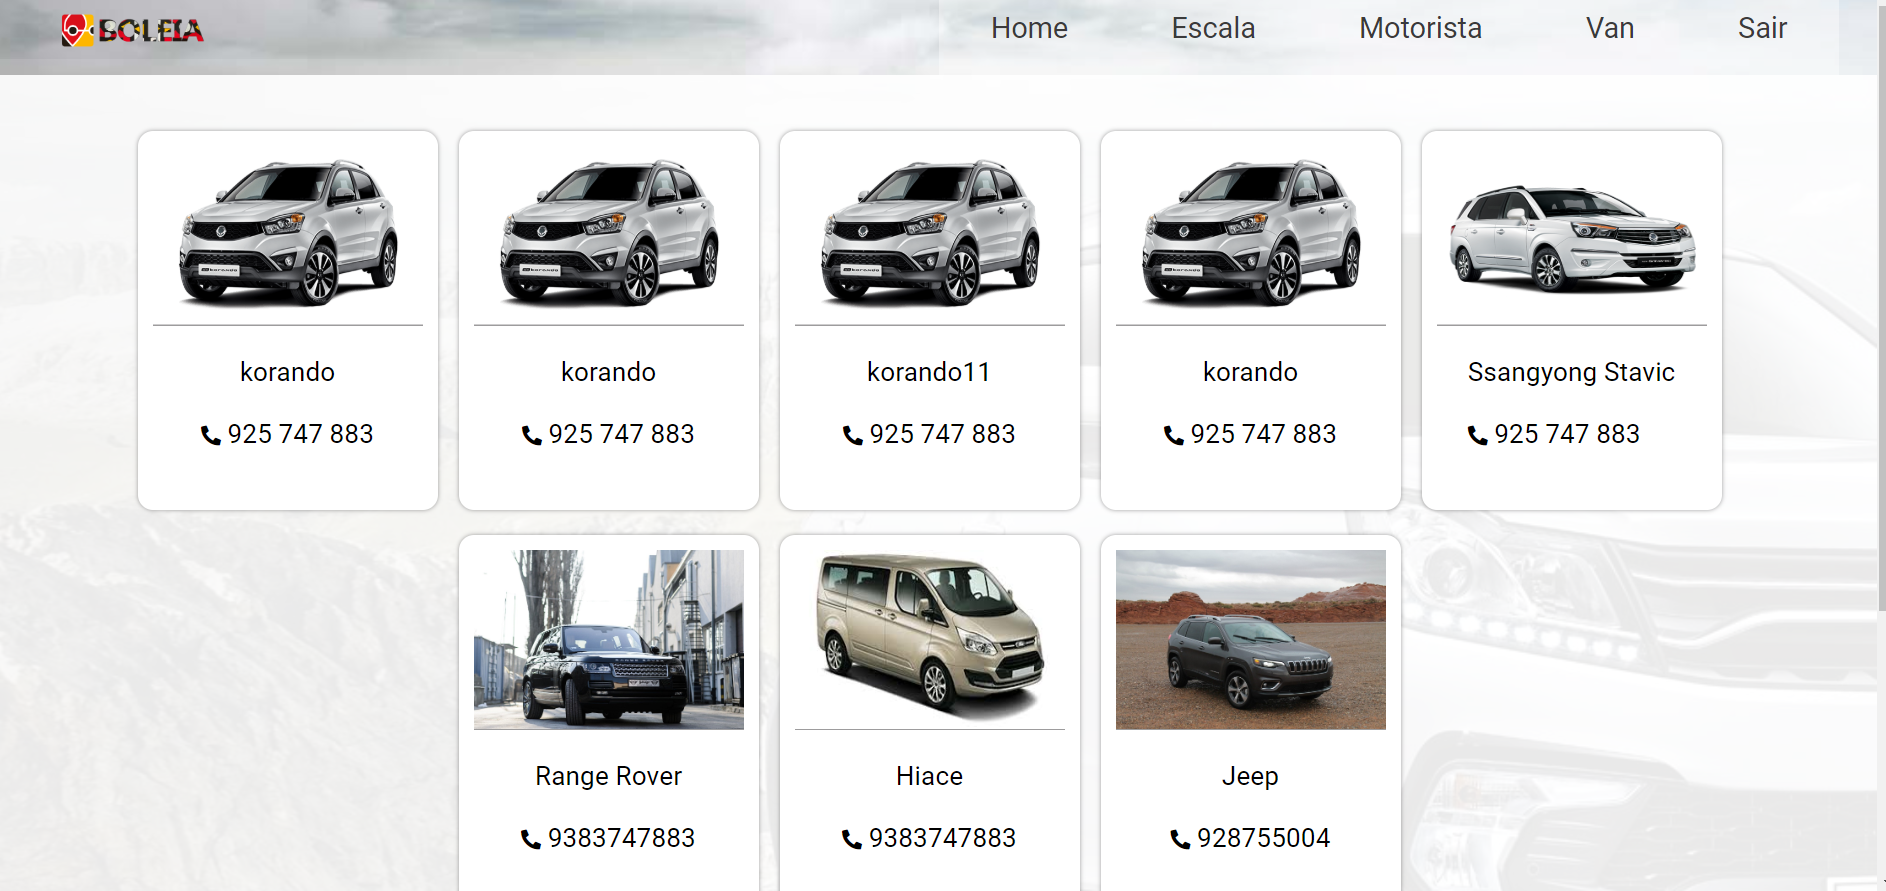 BOLEIA
Home Escala Motorista Van Sair
korando korando korando11 korando Ssangyong Stavic
925 747 883 925 747 883 925 747 883 925 747 883 925 747 883
Range Rover Hiace Jeep
9383747883 9383747883 928755004